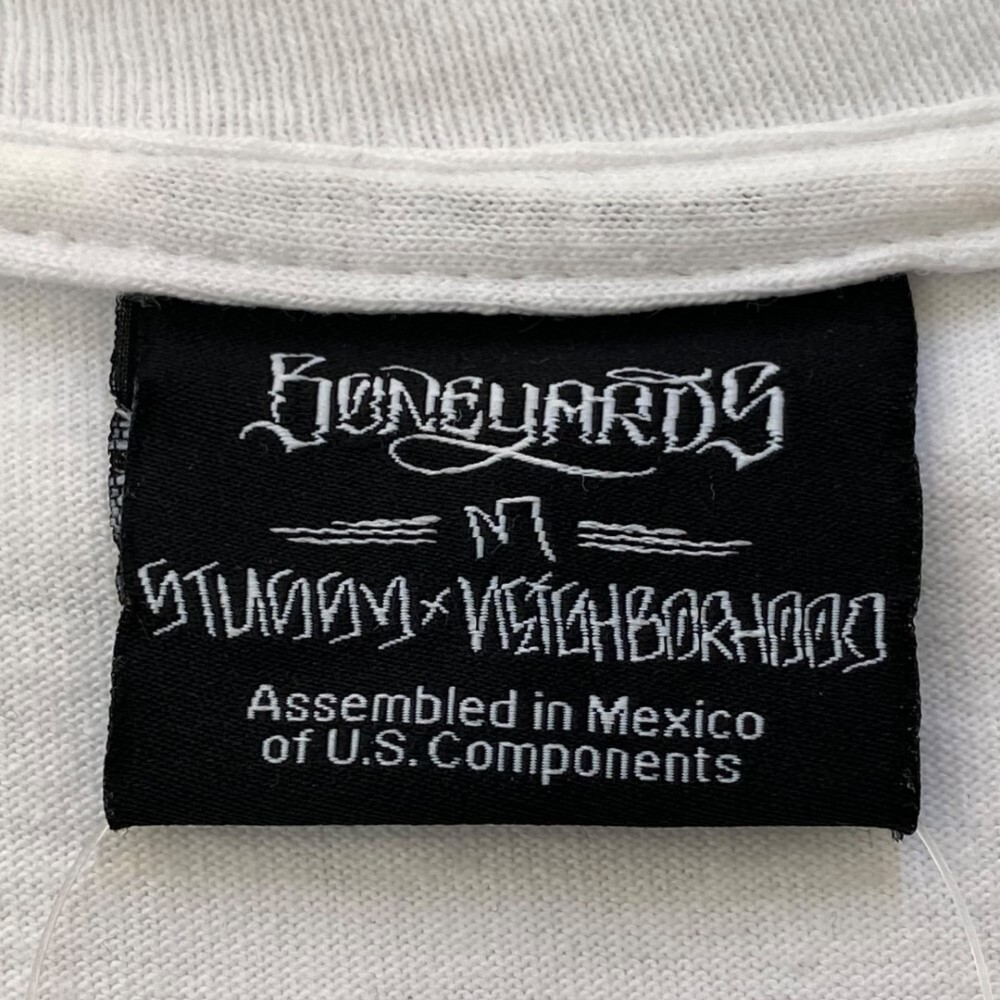 BONEYARDS
M
STUSSY × NEIGHBORHOOD
Assembled in Mexico
of U.S. Components